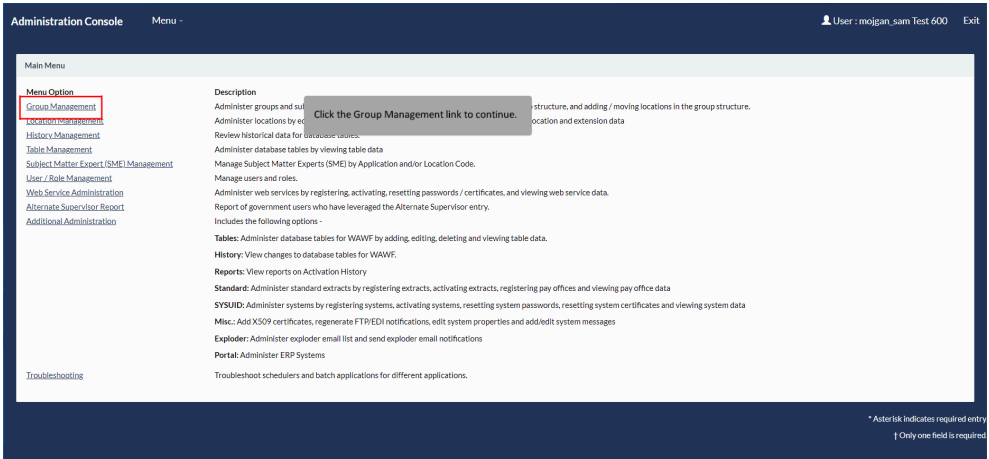 Administration Console Menu - User : mojgan_sam Test 600 Exit
Main Menu
Menu Option Description
Group Management Administer groups and su structure, and adding / moving locations in the group structure.
Click the Group Management link to continue.
Location Management Administer locations by ed ocation and extension data
History Management Review historical data for database tables.
Table Management Administer database tables by viewing table data
Subject Matter Expert (SME) Management Manage Subject Matter Experts (SME) by Application and/or Location Code.
User / Role Management Manage users and roles.
Web Service Administration Administer web services by registering, activating, resetting passwords / certificates, and viewing web service data.
Alternate Supervisor Report Report of government users who have leveraged the Alternate Supervisor entry.
Additional Administration Includes the following options -
Tables: Administer database tables for WAWF by adding, editing, deleting and viewing table data.
History: View changes to database tables for WAWF.
Reports: View reports on Activation History
Standard: Administer standard extracts by registering extracts, activating extracts, registering pay offices and viewing pay office data
SYSUID: Administer systems by registering systems, activating systems, resetting system passwords, resetting system certificates and viewing system data
Misc.: Add X509 certificates, regenerate FTP/EDI notifications, edit system properties and add/edit system messages
Exploder: Administer exploder email list and send exploder email notifications
Portal: Administer ERP Systems
Troubleshooting Troubleshoot schedulers and batch applications for different applications.
* Asterisk indicates required entry
† Only one field is required.